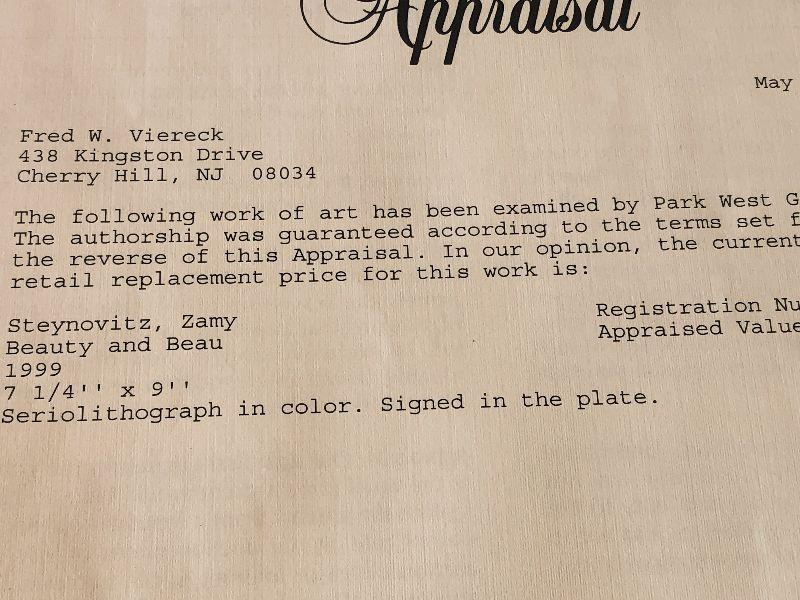 Appraisal
May
Fred W. Viereck
438 Kingston Drive
Cherry Hill, NJ 08034
The following work of art has been examined by Park West G
The authorship was guaranteed according to the terms set f
the reverse of this Appraisal. In our opinion, the current
retail replacement price for this work is:
Steynovitz, Zamy
Registration Nu
Beauty and Beau
Appraised Value
1999
7 1/4'' x 9''
Seriolithograph in color. Signed in the plate.